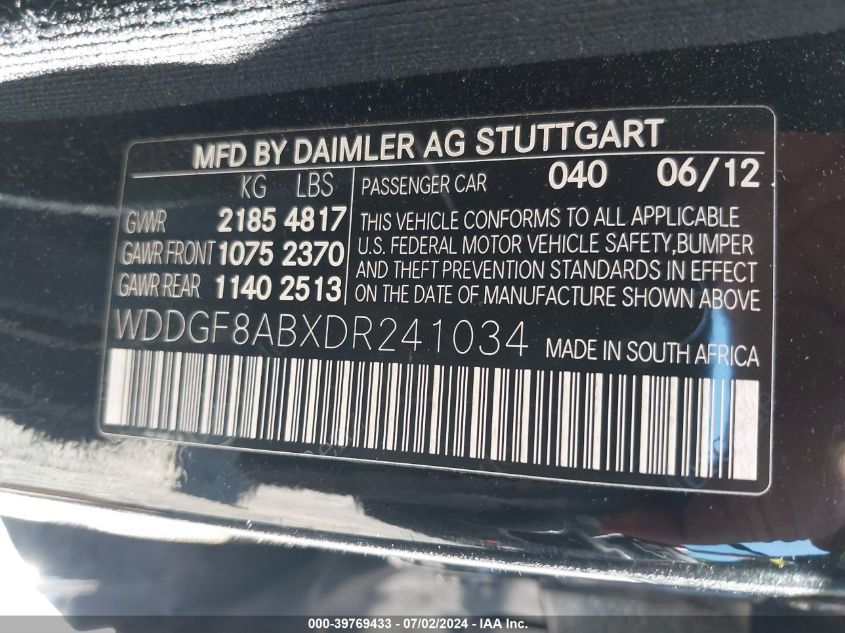 MFD BY DAIMLER AG STUTTGART
KG LBS PASSENGER CAR 040 06/12
GVWR 2185 4817 THIS VEHICLE CONFORMS TO ALL APPLICABLE
GAWR FRONT 1075 2370 U.S. FEDERAL MOTOR VEHICLE SAFETY, BUMPER
GAWR REAR 1140 2513 AND THEFT PREVENTION STANDARDS IN EFFECT
ON THE DATE OF MANUFACTURE SHOWN ABOVE
WDDGF8ABXDR241034 MADE IN SOUTH AFRICA
000-39769433 - 07/02/2024 - IAA Inc.